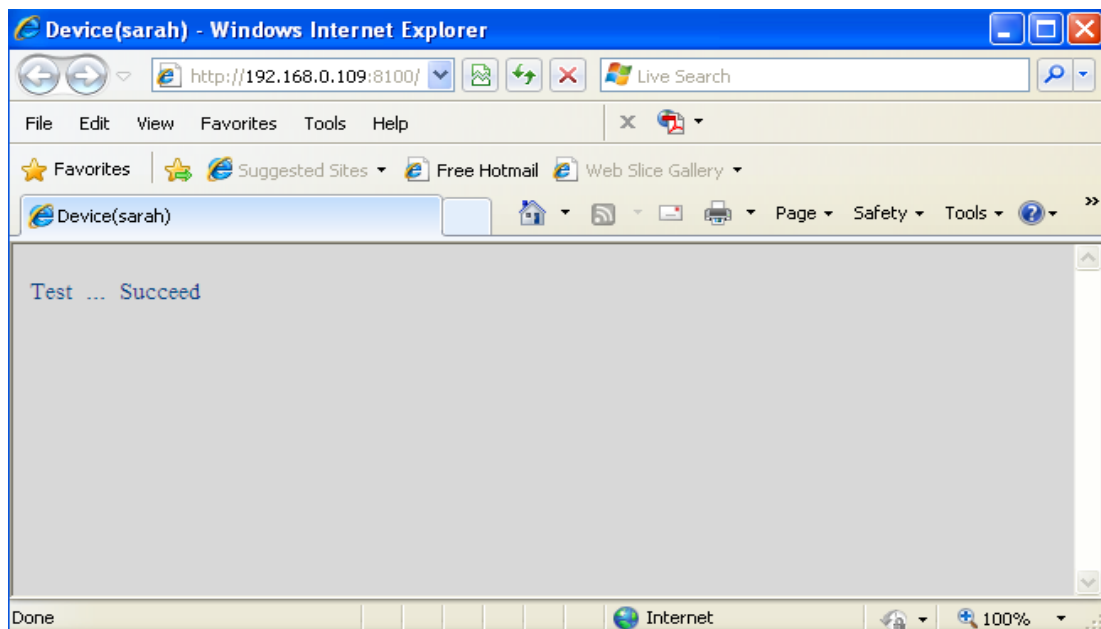 Device(sarah) - Windows Internet Explorer
http://192.168.0.109:8100/ Live Search
File Edit View Favorites Tools Help x
Favorites Suggested Sites Free Hotmail Web Slice Gallery
Device(sarah) Page Safety Tools »
Test ... Succeed
Done Internet 100%